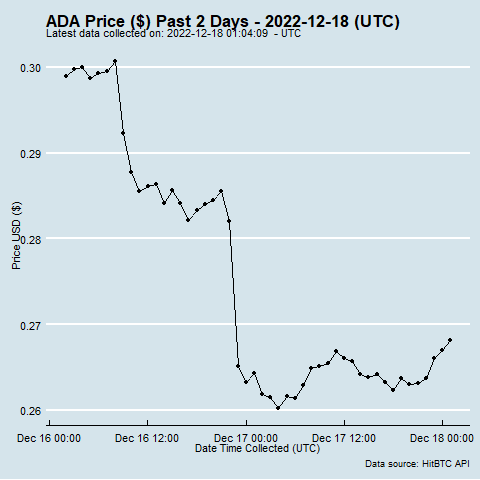 ADA Price ($) Past 2 Days - 2022-12-18 (UTC)
Latest data collected on: 2022-12-18 01:04:09  - UTC
0.30
0.29
0.28
0.27
0.26
Price USD ($)
Dec 16 00:00 Dec 16 12:00 Dec 17 00:00 Dec 17 12:00 Dec 18 00:00
Date Time Collected (UTC)
Data source: HitBTC API